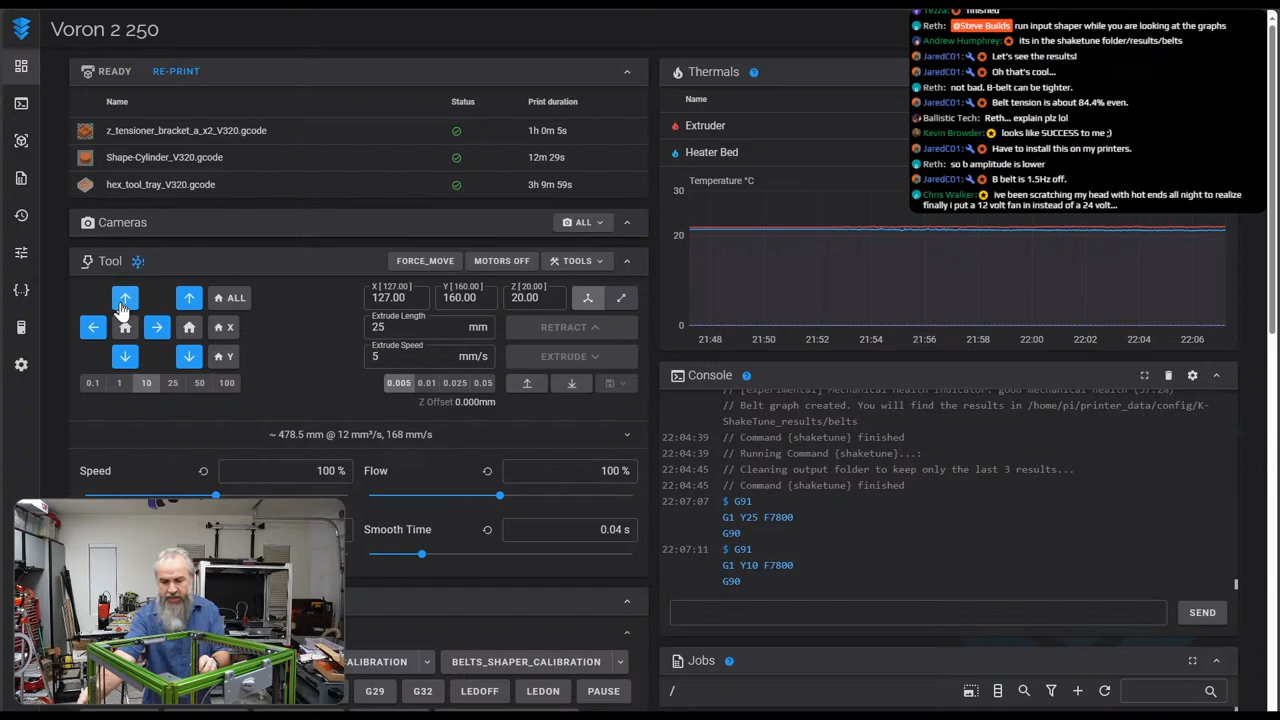 Voron 2 250
Yezza: finished
Reth: @Steve Builds run input shaper while you are looking at the graphs
Andrew Humphrey: its in the shaketune folder/results/belts
JaredC01: Let's see the results!
JaredC01: Oh that's cool...
Reth: not bad. B-belt can be tighter.
JaredC01: Belt tension is about 84.4% even.
Ballistic Tech: Reth... explain plz lol
Kevin Browder: looks like SUCCESS to me ;)
JaredC01: Have to install this on my printers.
Reth: so b amplitude is lower
JaredC01: B belt is 1.5Hz off.
Chris Walker: ive been scratching my head with hot ends all night to realize
finally i put a 12 volt fan in instead of a 24 volt...
READY RE-PRINT
Name Status Print duration
z_tensioner_bracket_a_x2_V320.gcode 1h 0m 5s
Shape-Cylinder_V320.gcode 12m 29s
hex_tool_tray_V320.gcode 3h 9m 59s
Cameras ALL
Tool FORCE_MOVE MOTORS OFF TOOLS
ALL
X
Y
0.1 1 10 25 50 100
X [ 127.00 ] Y [ 160.00 ] Z [ 20.00 ]
127.00 160.00 20.00
Extrude Length
25 mm RETRACT
Extrude Speed
5 mm/s EXTRUDE
0.005 0.01 0.025 0.05
Z Offset 0.000mm
~ 478.5 mm @ 12 mm³/s, 168 mm/s
Speed 100 % Flow 100 %
Smooth Time 0.04 s
CALIBRATION BELTS_SHAPER_CALIBRATION
G29 G32 LEDOFF LEDON PAUSE
Thermals
Name
Extruder
Heater Bed
Temperature °C
30
20
0
21:48 21:50 21:52 21:54 21:56 21:58 22:00 22:02 22:04 22:06
Console
// [experimental] Mechanical health indicator: good mechanical health (57.24)
// Belt graph created. You will find the results in /home/pi/printer_data/config/K-
ShakeTune_results/belts
22:04:39 // Command {shaketune} finished
22:04:39 // Running Command {shaketune}...:
22:04:45 // Cleaning output folder to keep only the last 3 results...
22:04:45 // Command {shaketune} finished
22:07:07 $ G91
G1 Y25 F7800
G90
22:07:11 $ G91
G1 Y10 F7800
G90
SEND
Jobs
/